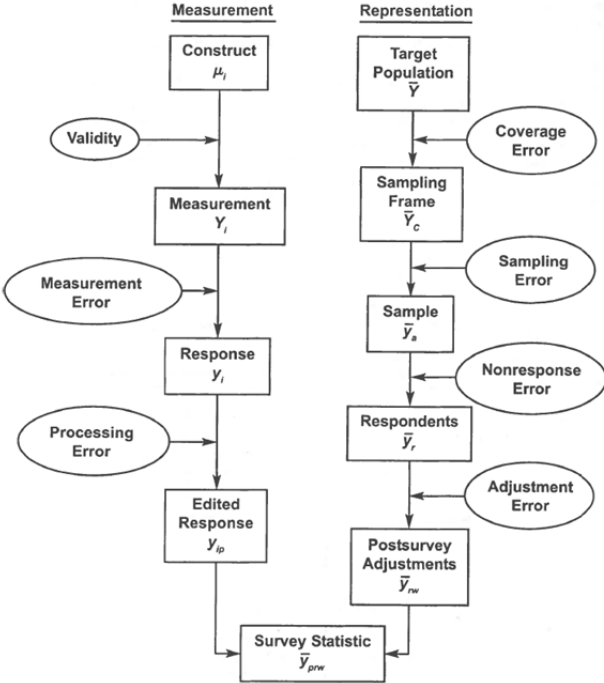 Measurement
Construct
μi
Validity
Measurement
Yi
Measurement
Error
Response
yi
Processing
Error
Edited
Response
yip
Representation
Target
Population
Ȳ
Coverage
Error
Sampling
Frame
ȲC
Sampling
Error
Sample
ȳa
Nonresponse
Error
Respondents
ȳr
Adjustment
Error
Postsurvey
Adjustments
ȳrw
Survey Statistic
ȳprw